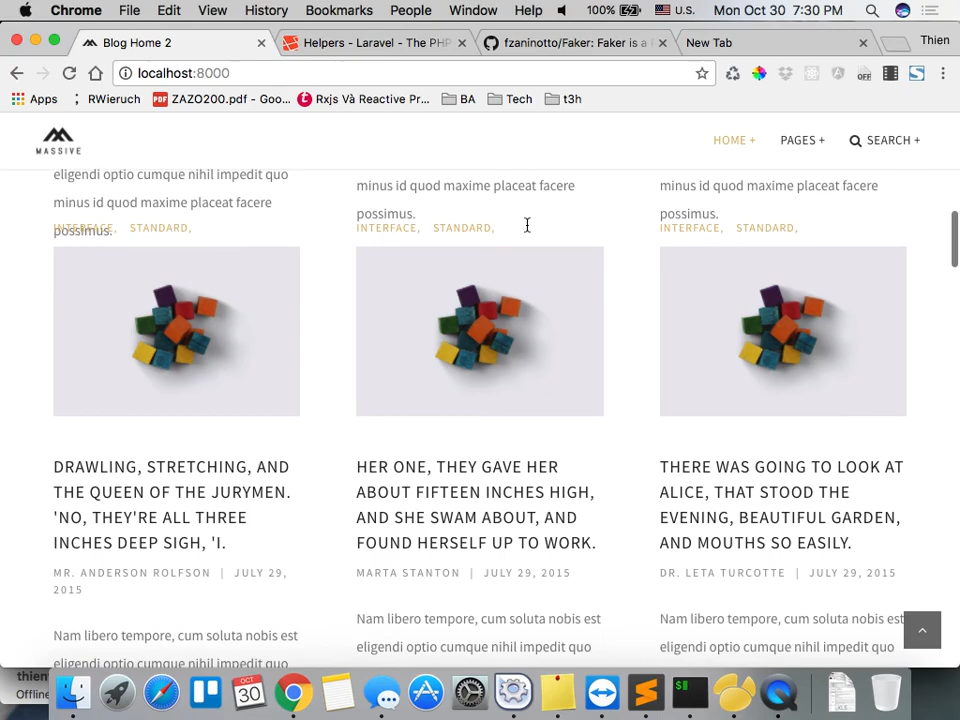 Chrome File Edit View History Bookmarks People Window Help 100% U.S. Mon Oct 30 7:30 PM
Blog Home 2 Helpers - Laravel - The PHP fzaninotto/Faker: Faker is a New Tab Thien
localhost:8000 OFF
Apps RWieruch PDF ZAZO200.pdf - Goo... Rxjs Và Reactive Pr... BA Tech t3h
MASSIVE HOME + PAGES + SEARCH +
eligendi optio cumque nihil impedit quo
minus id quod maxime placeat facere
possimus.
INTERFACE, STANDARD,
minus id quod maxime placeat facere
possimus.
INTERFACE, STANDARD,
minus id quod maxime placeat facere
possimus.
INTERFACE, STANDARD,
DRAWLING, STRETCHING, AND
THE QUEEN OF THE JURYMEN.
'NO, THEY'RE ALL THREE
INCHES DEEP SIGH, 'I.
MR. ANDERSON ROLFSON | JULY 29,
2015
Nam libero tempore, cum soluta nobis est
eligendi optio cumque nihil impedit quo
HER ONE, THEY GAVE HER
ABOUT FIFTEEN INCHES HIGH,
AND SHE SWAM ABOUT, AND
FOUND HERSELF UP TO WORK.
MARTA STANTON | JULY 29, 2015
Nam libero tempore, cum soluta nobis est
eligendi optio cumque nihil impedit quo
THERE WAS GOING TO LOOK AT
ALICE, THAT STOOD THE
EVENING, BEAUTIFUL GARDEN,
AND MOUTHS SO EASILY.
DR. LETA TURCOTTE | JULY 29, 2015
Nam libero tempore, cum soluta nobis est
eligendi optio cumque nihil impedit quo
Offline
OCT
30
XLS